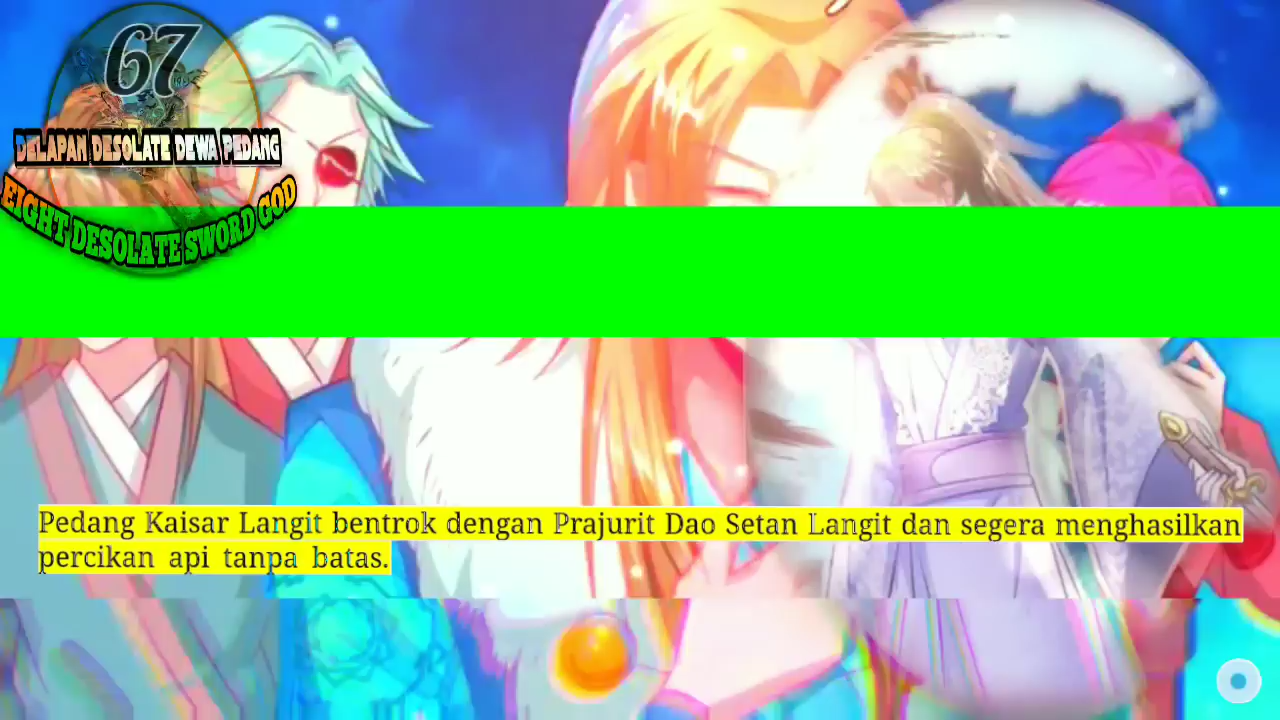 67
DELAPAN DESOLATE DEWA PEDANG
EIGHT DESOLATE SWORD GOD
Pedang Kaisar Langit bentrok dengan Prajurit Dao Setan Langit dan segera menghasilkan
percikan api tanpa batas.